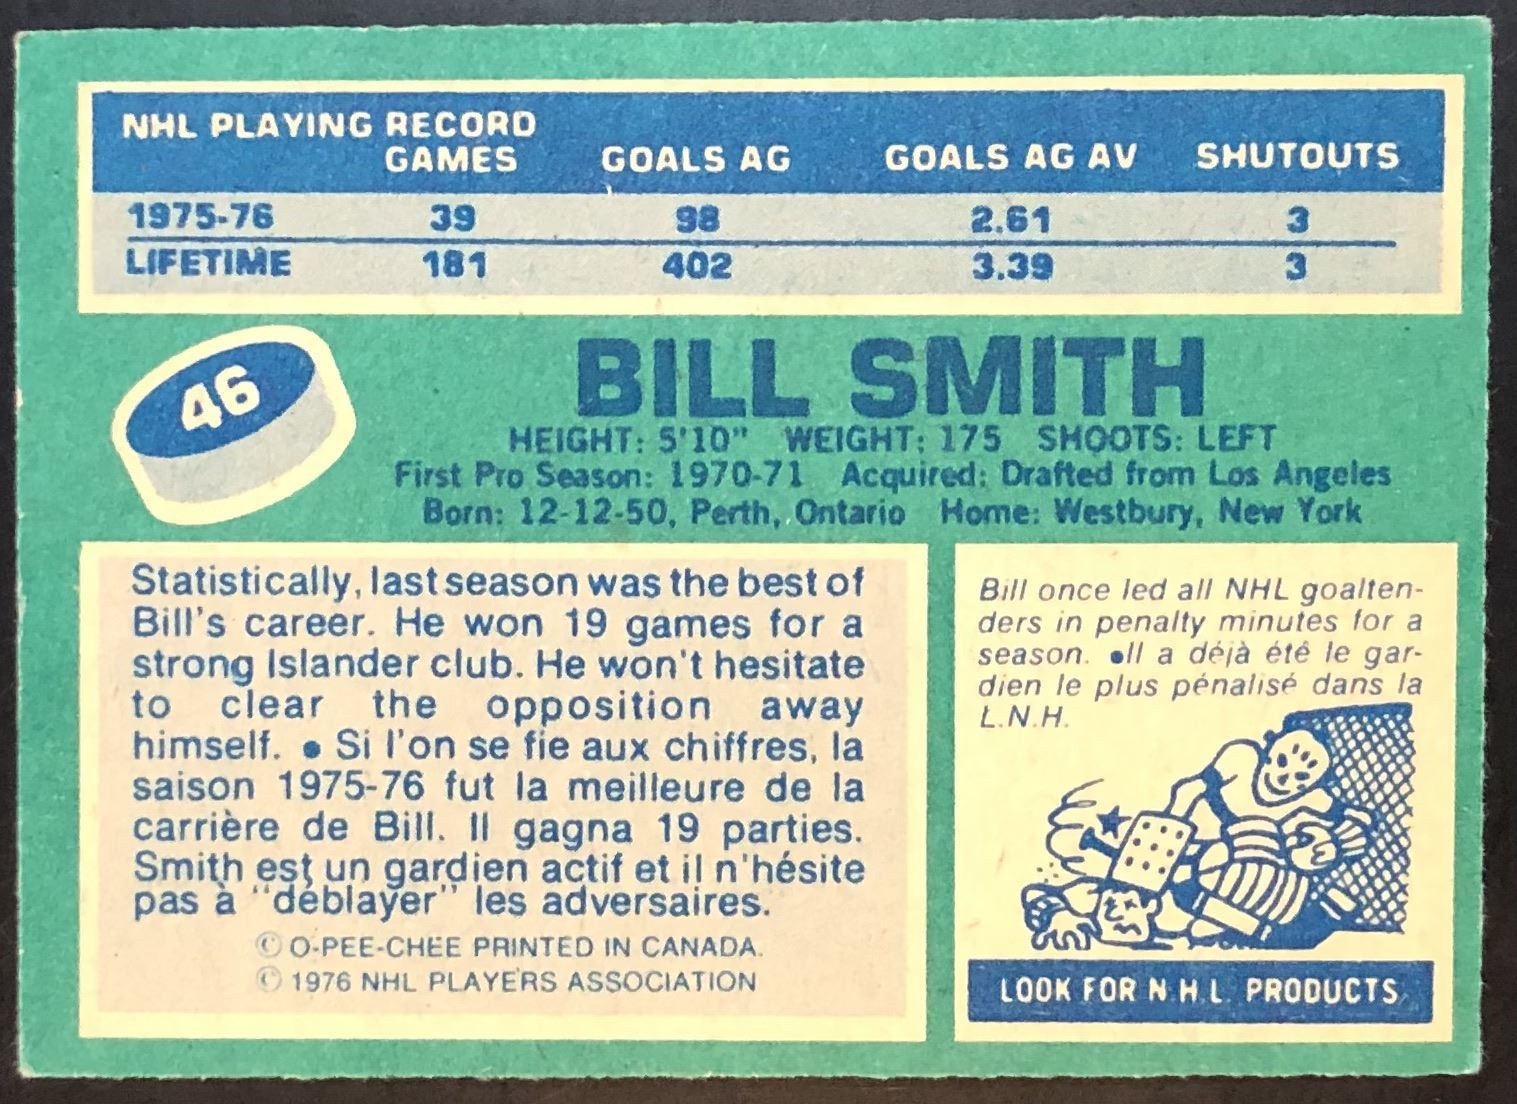 NHL PLAYING RECORD
GAMES GOALS AG GOALS AG AV SHUTOUTS
1975-76 39 98 2.61 3
LIFETIME 181 402 3.39 3
46
BILL SMITH
HEIGHT: 5'10" WEIGHT: 175 SHOOTS: LEFT
First Pro Season: 1970-71 Acquired: Drafted from Los Angeles
Born: 12-12-50, Perth, Ontario Home: Westbury, New York
Statistically, last season was the best of
Bill's career. He won 19 games for a
strong Islander club. He won't hesitate
to clear the opposition away
himself. • Si l'on se fie aux chiffres, la
saison 1975-76 fut la meilleure de la
carrière de Bill. Il gagna 19 parties.
Smith est un gardien actif et il n'hésite
pas à "déblayer" les adversaires.
© O-PEE-CHEE PRINTED IN CANADA.
© 1976 NHL PLAYERS ASSOCIATION
Bill once led all NHL goalten-
ders in penalty minutes for a
season. •Il a déjà été le gar-
dien le plus pénalisé dans la
L.N.H.
LOOK FOR N.H.L. PRODUCTS